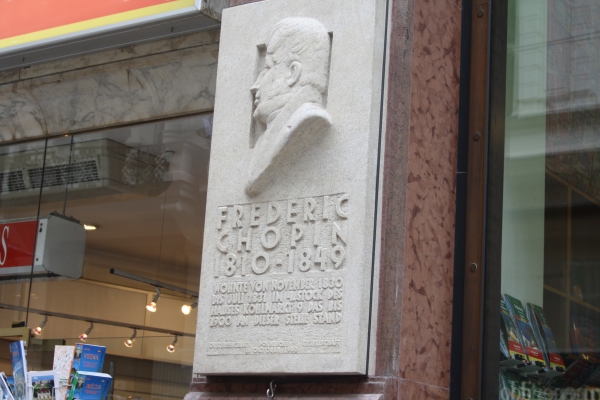 FREDERIC
CHOPIN
1810-1849
WOHNTE VON NOVEMBER 1830
BIS JULI 1831 IM 4. STOCK DES
HAUSES KOHLMARKT 9 DAS BIS
1900 AN DIESER STELLE STAND
S